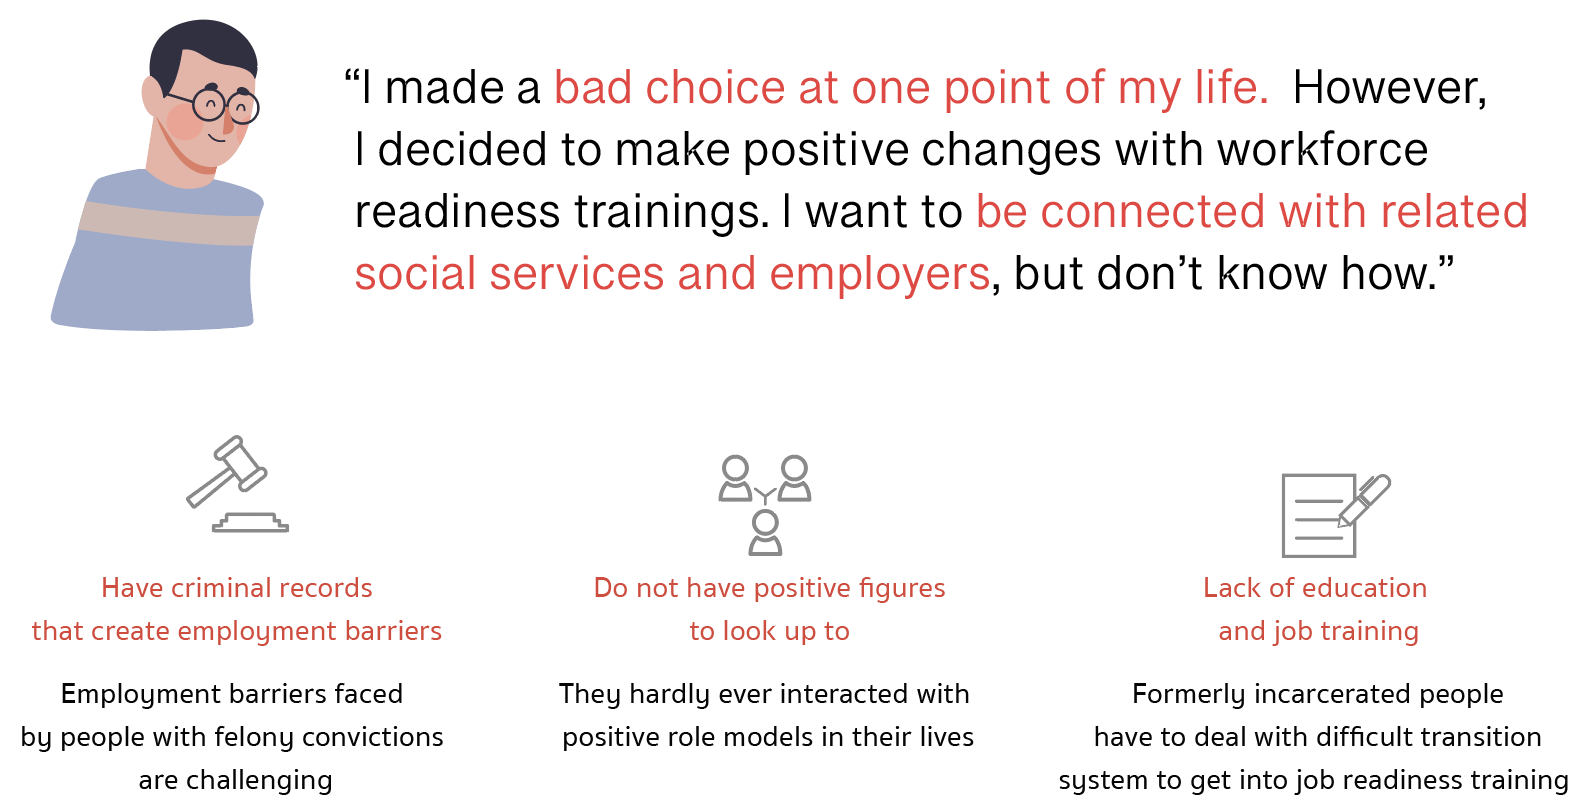 “I made a bad choice at one point of my life. However,
I decided to make positive changes with workforce
readiness trainings. I want to be connected with related
social services and employers, but don’t know how.”
Have criminal records
that create employment barriers
Employment barriers faced
by people with felony convictions
are challenging
Do not have positive figures
to look up to
They hardly ever interacted with
positive role models in their lives
Lack of education
and job training
Formerly incarcerated people
have to deal with difficult transition
system to get into job readiness training